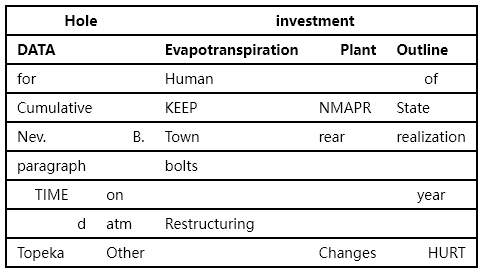 Hole investment
DATA Evapotranspiration Plant Outline
for Human of
Cumulative KEEP NMAPR State
Nev. B. Town rear realization
paragraph bolts
TIME on year
d atm Restructuring
Topeka Other Changes HURT